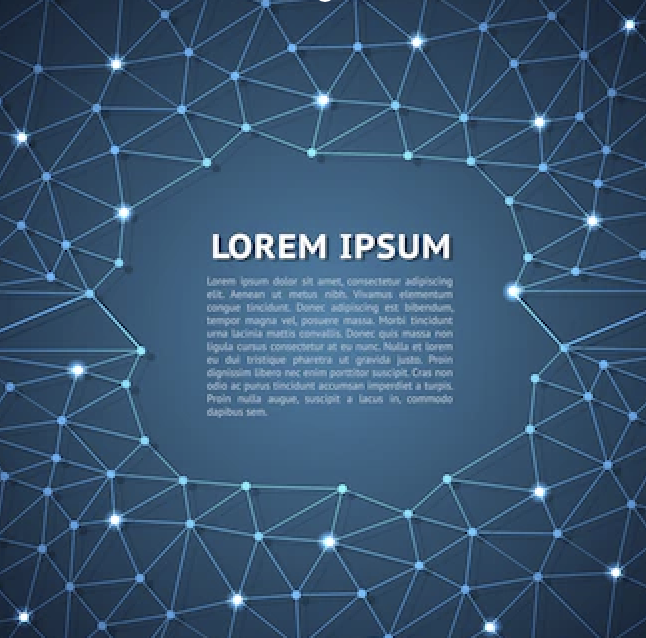 LOREM IPSUM
Lorem ipsum dolor sit amet, consectetur adipiscing
elit. Aenean ut metus nibh. Vivamus elementum
congue tincidunt. Donec adipiscing est bibendum,
tempor magna vel, posuere massa. Morbi tincidunt
urna lacinia mattis convallis. Donec quis massa non
ligula cursus consectetur at eu nunc. Nulla et lorem
eu dui tristique pharetra ut gravida justo. Proin
dignissim libero nec enim porttitor suscipit. Cras non
odio ac purus tincidunt accumsan imperdiet a turpis.
Proin nulla augue, suscipit a lacus in, commodo
dapibus sem.